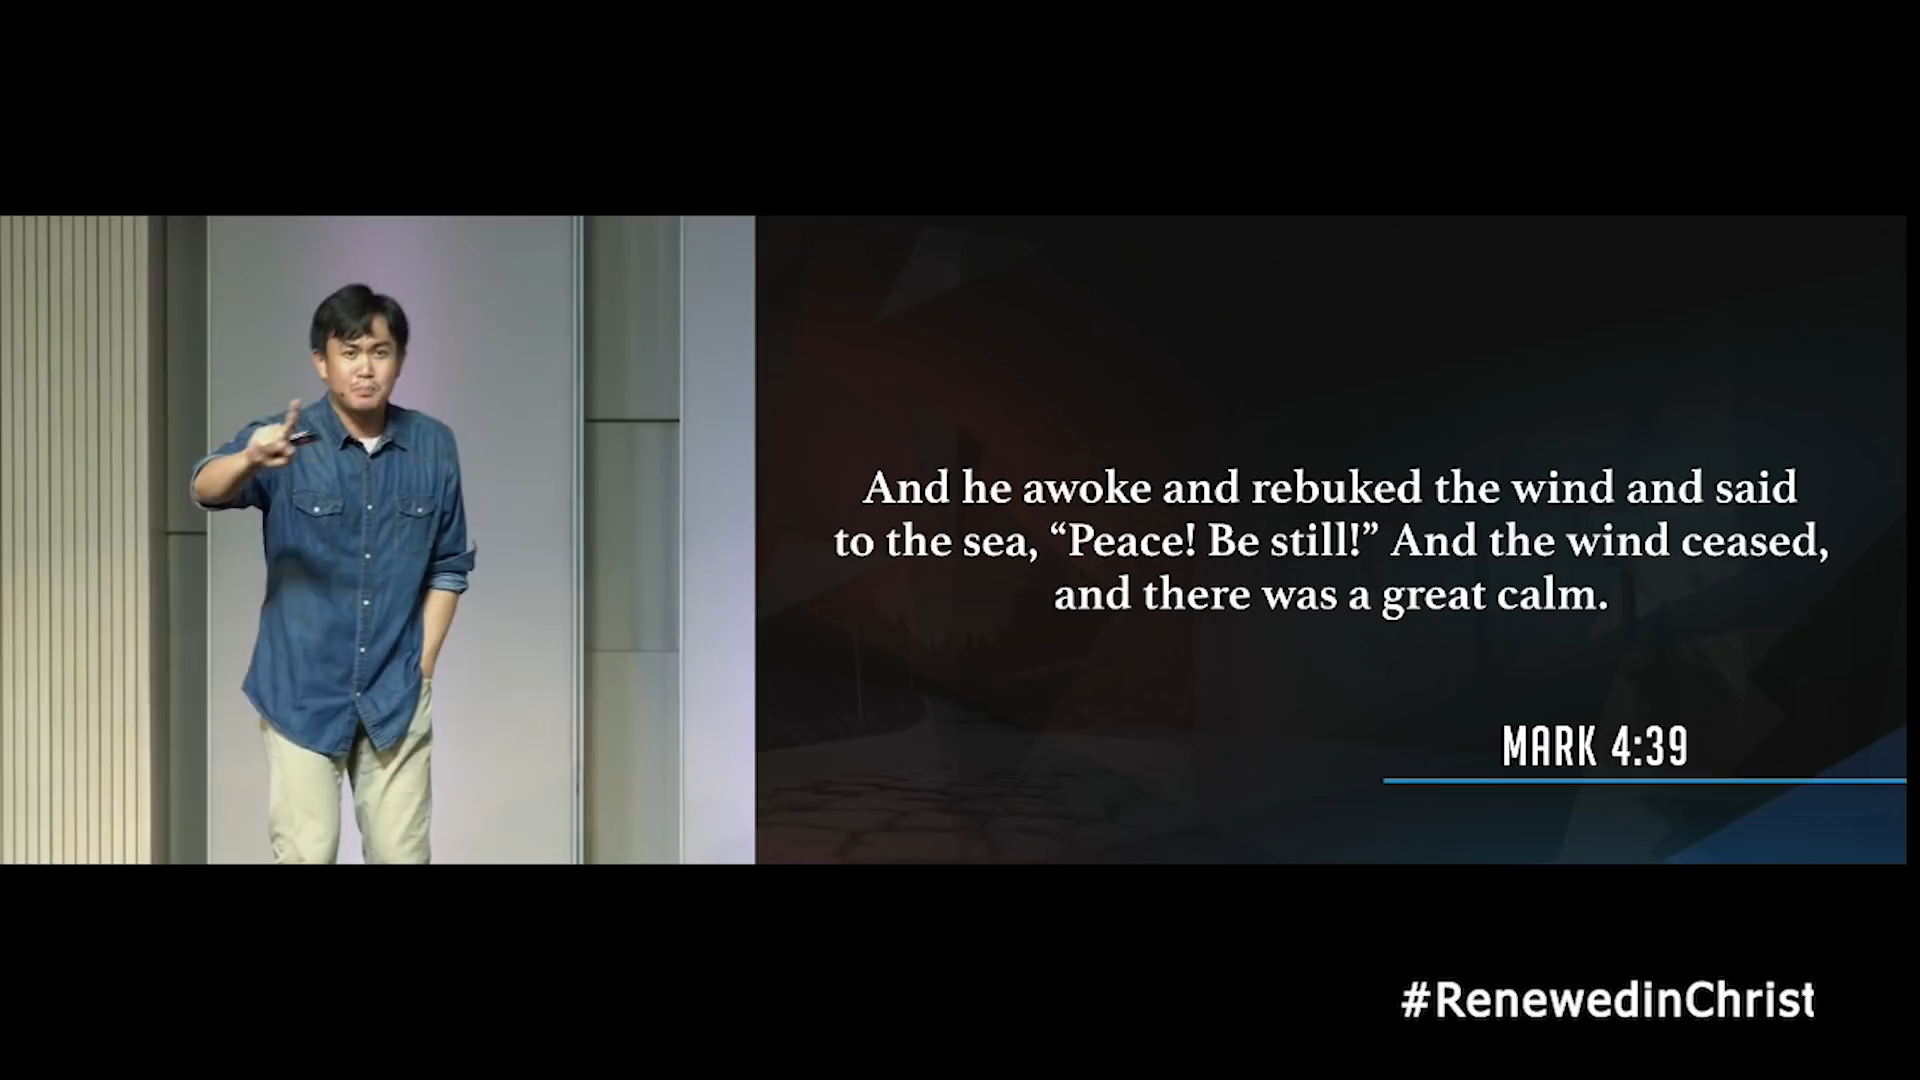 And he awoke and rebuked the wind and said
to the sea, “Peace! Be still!” And the wind ceased,
and there was a great calm.
MARK 4:39
#RenewedinChrist